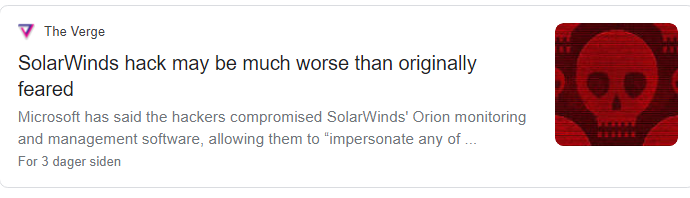 The Verge
SolarWinds hack may be much worse than originally
feared
Microsoft has said the hackers compromised SolarWinds' Orion monitoring
and management software, allowing them to “impersonate any of ...
For 3 dager siden